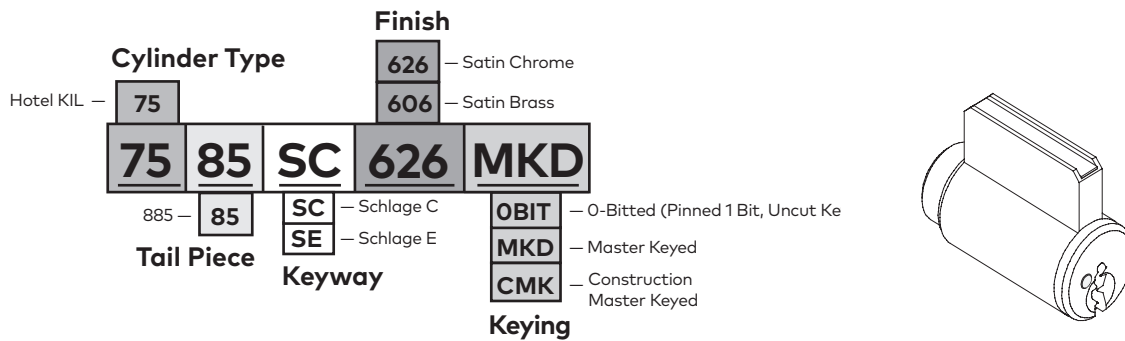 Finish
Cylinder Type
626 — Satin Chrome
Hotel KIL — 75
606 — Satin Brass
75 85 SC 626 MKD
885 — 85
SC — Schlage C
0BIT — 0-Bitted (Pinned 1 Bit, Uncut Ke
SE — Schlage E
MKD — Master Keyed
Tail Piece
Keyway
CMK — Construction
Master Keyed
Keying